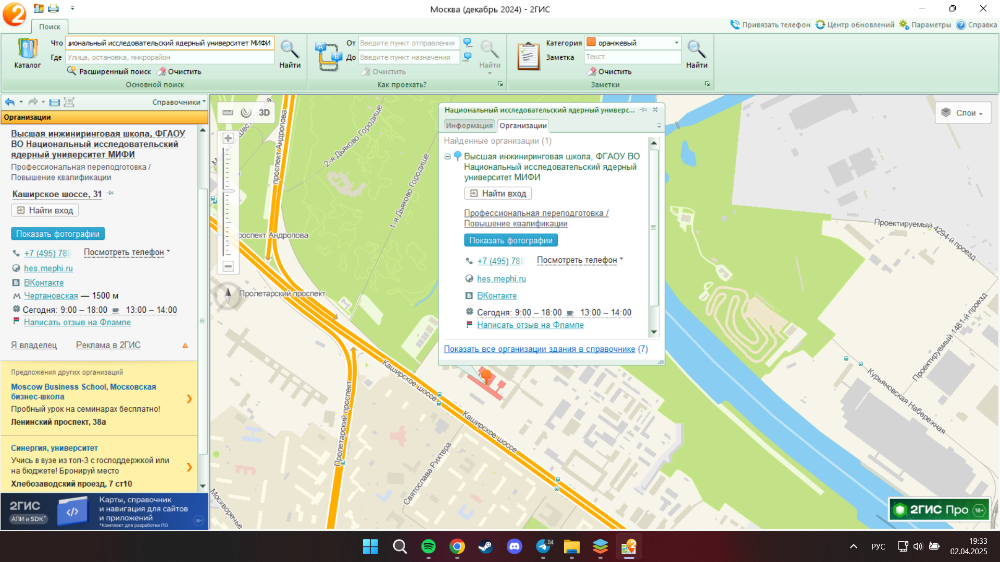 Москва (декабрь 2024) - 2ГИС
Поиск
Привязать телефон
Центр обновлений
Параметры
Справка
Каталог
Что
иональный исследовательский ядерный университет МИФИ
Где
Улица, остановка, микрорайон
Расширенный поиск
Очистить
Найти
Основной поиск
От
Введите пункт отправления
До
Введите пункт назначения
Очистить
Найти
Как проехать?
Категория
оранжевый
Заметка
Текст
Очистить
Найти
Заметки
Справочники
Организации
Высшая инжиниринговая школа, ФГАОУ
ВО Национальный исследовательский
ядерный университет МИФИ
Профессиональная переподготовка /
Повышение квалификации
Каширское шоссе, 31
Найти вход
Показать фотографии
+7 (495) 788
Посмотреть телефон
hes.mephi.ru
ВКонтакте
Чертановская — 1500 м
Сегодня: 9:00 – 18:00
13:00 – 14:00
Написать отзыв на Флампе
Я владелец
Реклама в 2ГИС
Предложения других организаций
Moscow Business School, Московская
бизнес-школа
Пробный урок на семинарах бесплатно!
Ленинский проспект, 38а
Синергия, университет
Учись в вузе из топ-3 с господдержкой или
на бюджете! Бронируй место
Хлебозаводский проезд, 7 ст10
2ГИС
АПИ и SDK*
Карты, справочник
и навигация для сайтов
и приложений
*Комплект для разработки ПО
18+
3D
Слои
Национальный исследовательский ядерный универс...
Информация
Организации
Найденные организации (1)
Высшая инжиниринговая школа, ФГАОУ ВО
Национальный исследовательский ядерный
университет МИФИ
Найти вход
Профессиональная переподготовка /
Повышение квалификации
Показать фотографии
+7 (495) 788
Посмотреть телефон
hes.mephi.ru
ВКонтакте
Сегодня: 9:00 – 18:00
13:00 – 14:00
Написать отзыв на Флампе
Показать все организации здания в справочнике (7)
проспект Андропова
2-я Дьяково Городище
1-я Дьяково Городище
проспект Андропова
Пролетарский проспект
Каширское шоссе
Пролетарский проспект
Каширское шоссе
Святослава Рихтера
Москворечье
Проектируемый 4294-й проезд
Проектируемый 1481-й проезд
Курьяновская Набережная
2ГИС Про
18+
..04
РУС
19:33
02.04.2025